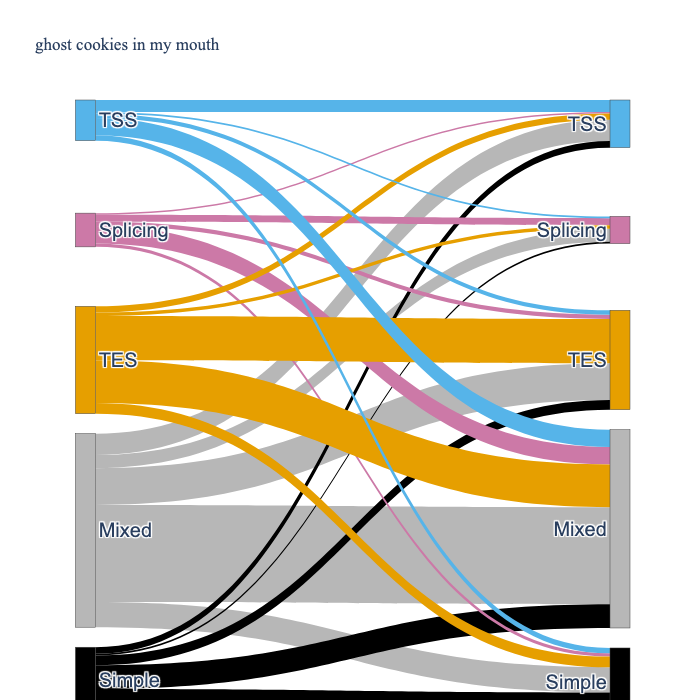 ghost cookies in my mouth
TSS
TSS
Splicing
Splicing
TES
TES
Mixed
Mixed
Simple
Simple